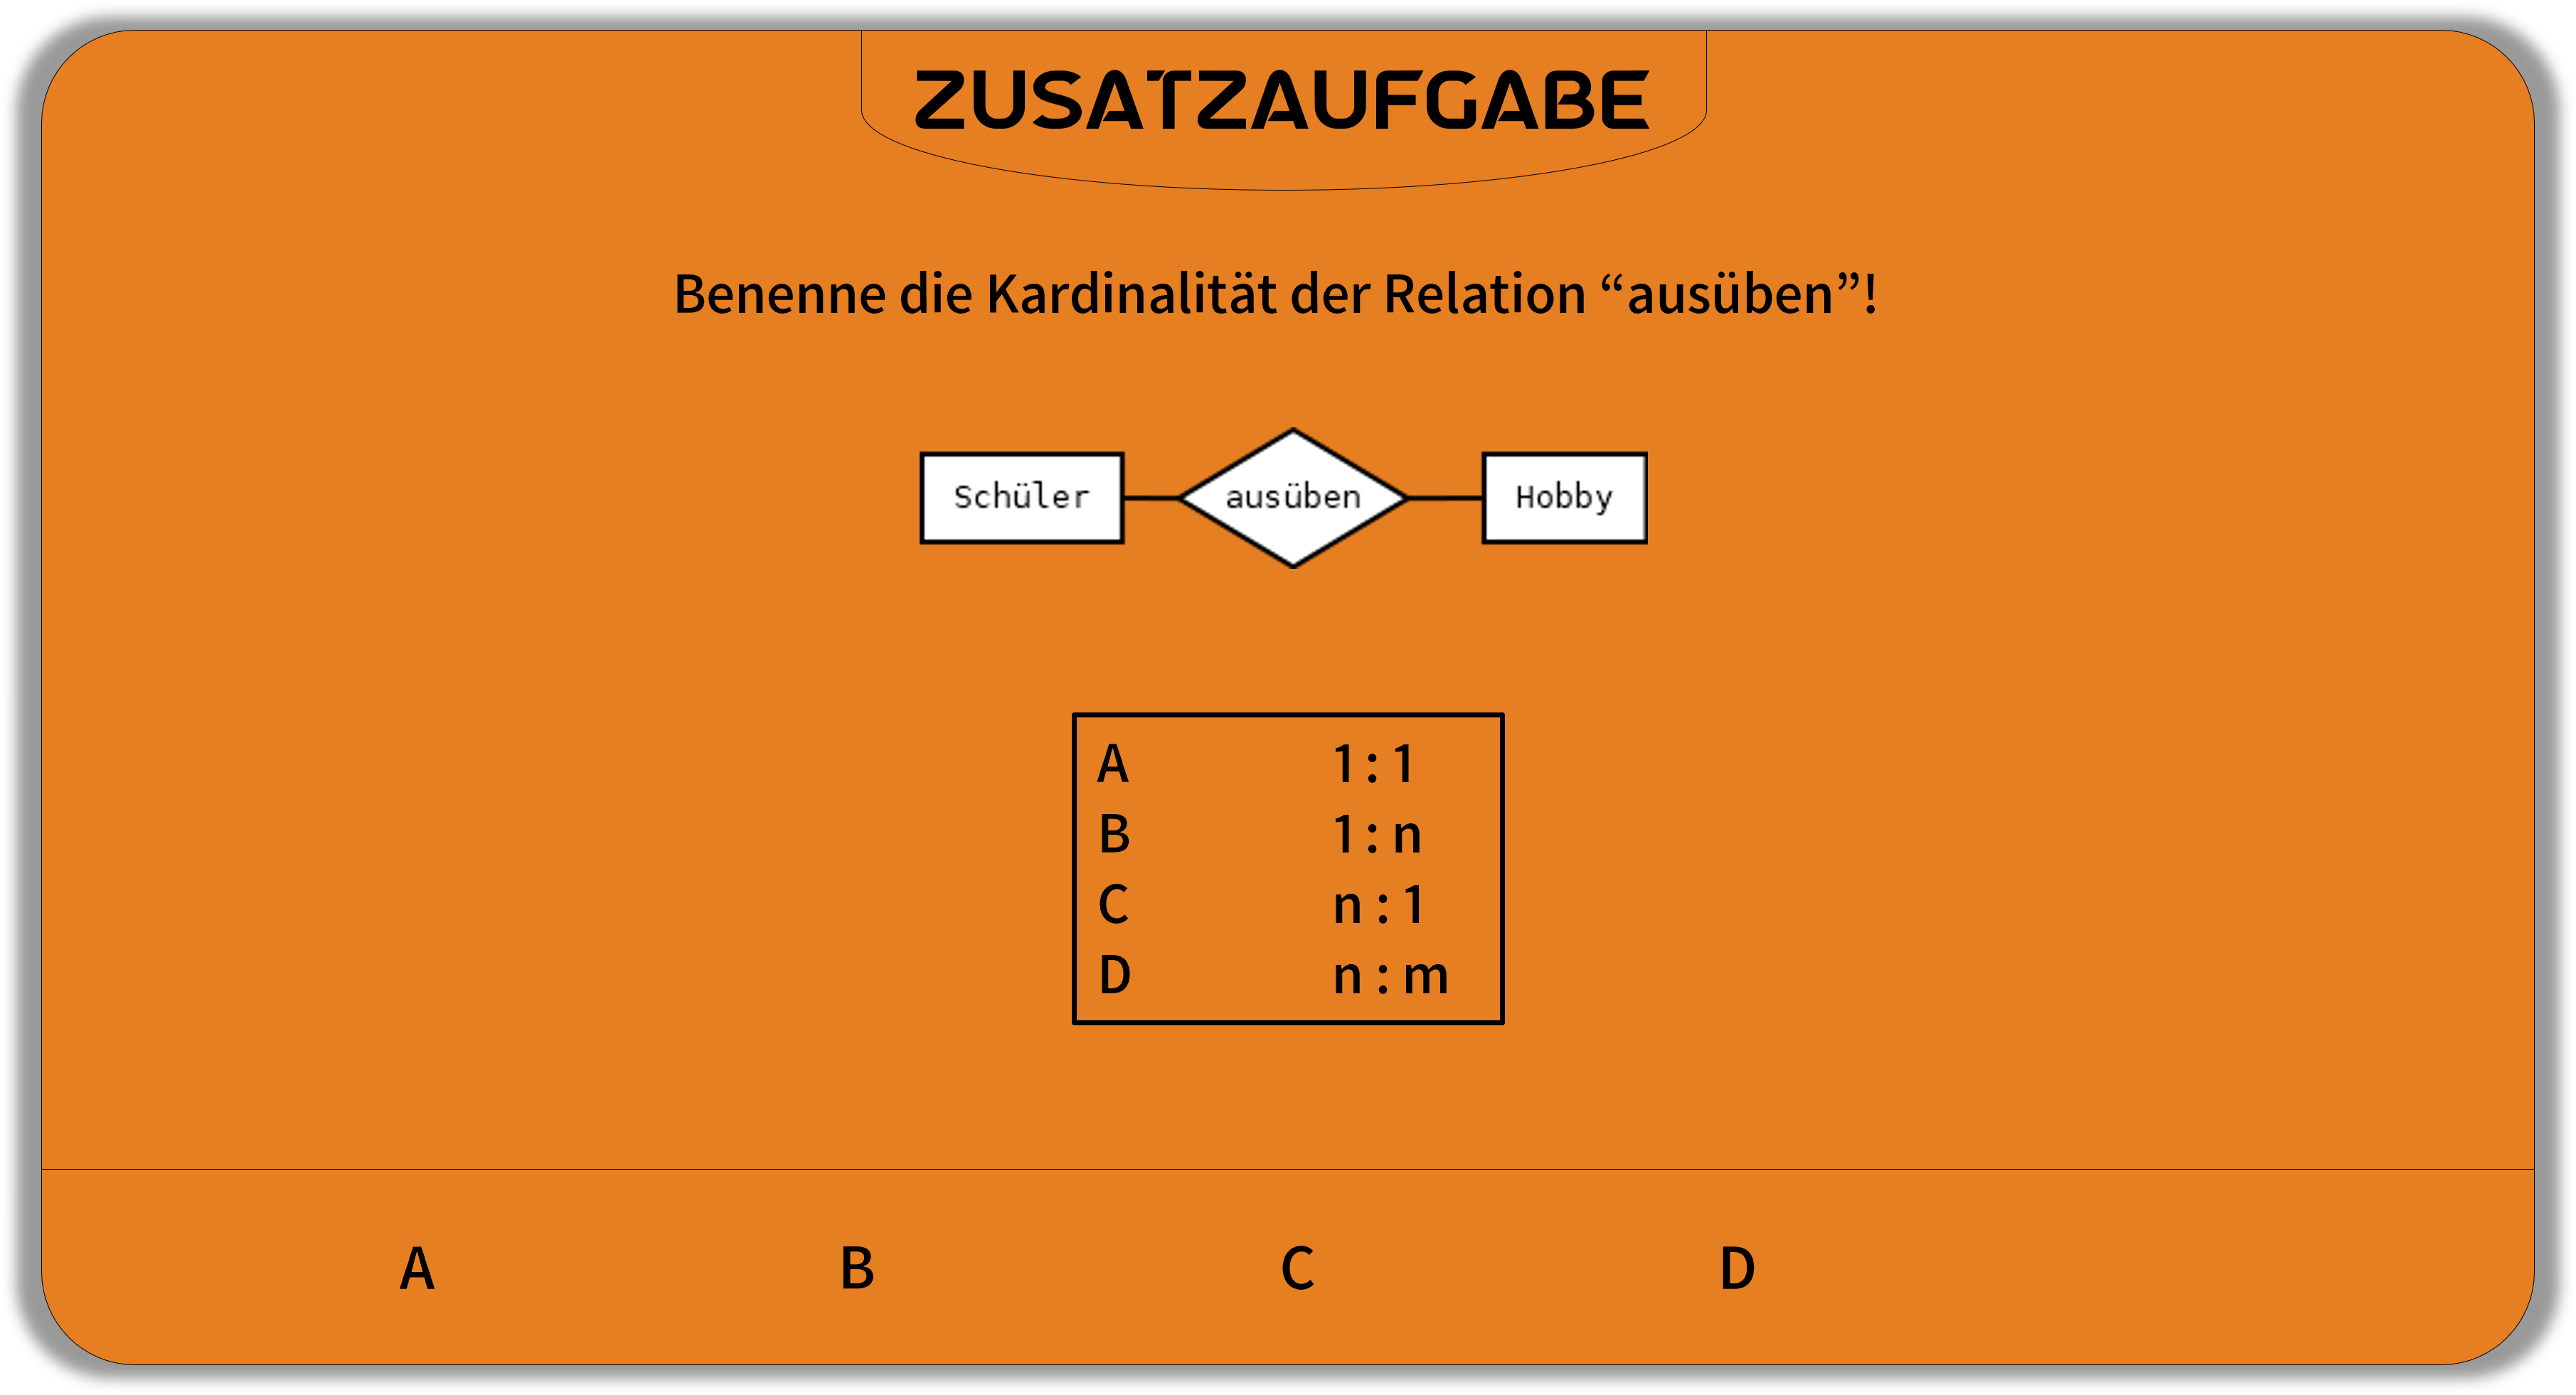 ZUSATZAUFGABE
Benenne die Kardinalität der Relation “ausüben”!
Schüler ausüben Hobby
A 1:1
B 1:n
C n:1
D n:m
A B C D